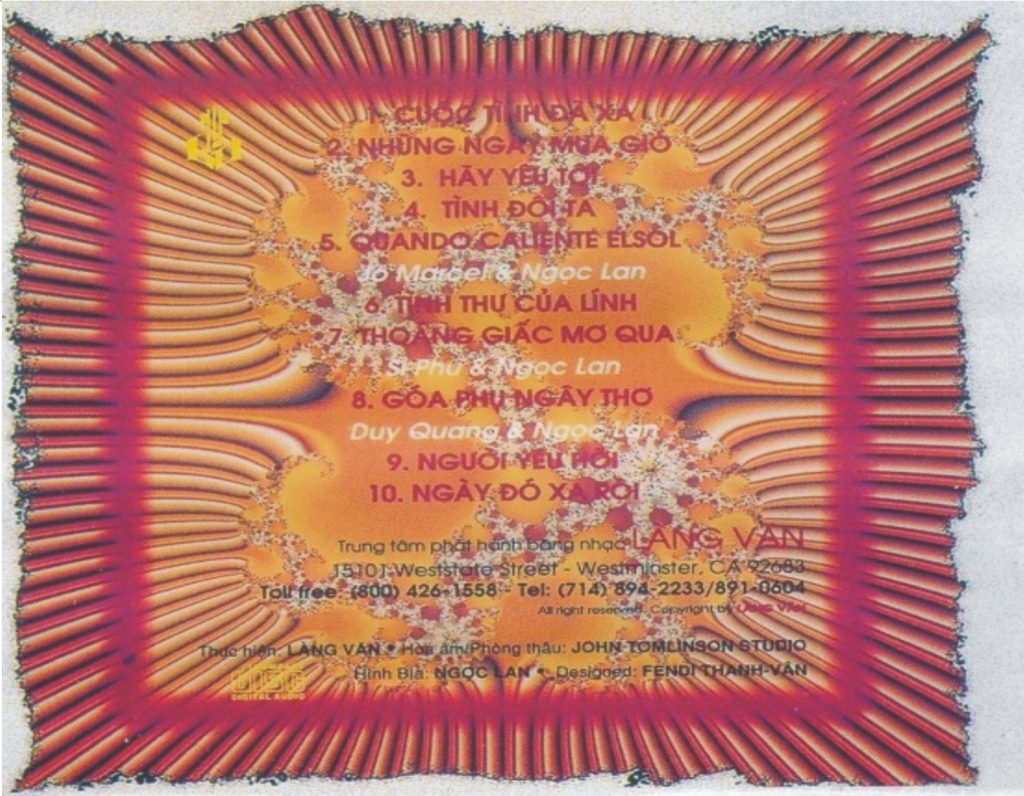 1. CUỘC TÌNH ĐÃ XA
2. NHỮNG NGÀY MƯA GIÓ
3. HÃY YÊU TÔI
4. TÌNH ĐÔI TA
5. QUANDO CALIENTE ELSOL
Jo Marcel & Ngoc Lan
6. TÌNH THƯ CỦA LÍNH
7. THOÁNG GIẤC MƠ QUA
Sĩ Phú & Ngoc Lan
8. GÓA PHỤ NGÂY THƠ
Duy Quang & Ngoc Lan
9. NGƯỜI YÊU HỠI
10. NGÀY ĐÓ XA RỒI
Trung tâm phát hành băng nhạc LÀNG VĂN
15101 Weststate Street - Westminster, CA 92683
Toll free: (800) 426-1558 - Tel: (714) 894-2233/891-0604
All right reserved. Copyright by LÀNG VĂN
Thực hiện: LÀNG VĂN • Hòa âm/Phòng thâu: JOHN TOMLINSON STUDIO
Hình Bìa: NGỌC LAN • Designed: FENDI THANH-VÂN
DIGITAL AUDIO